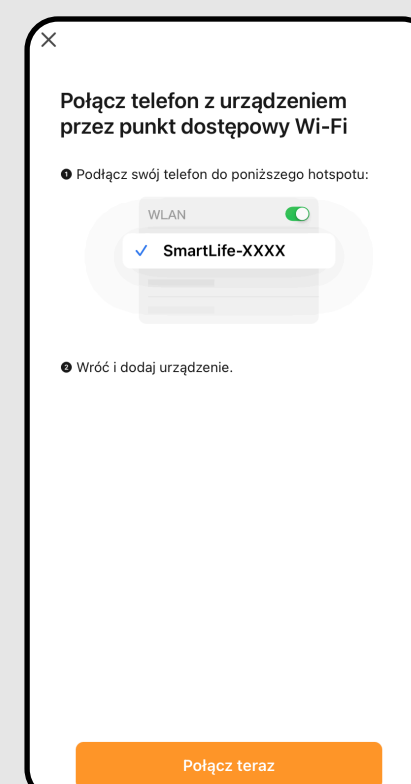 Połącz telefon z urządzeniem
przez punkt dostępowy Wi-Fi
❶ Podłącz swój telefon do poniższego hotspotu:
WLAN
✓ SmartLife-XXXX
❷ Wróć i dodaj urządzenie.
Połącz teraz